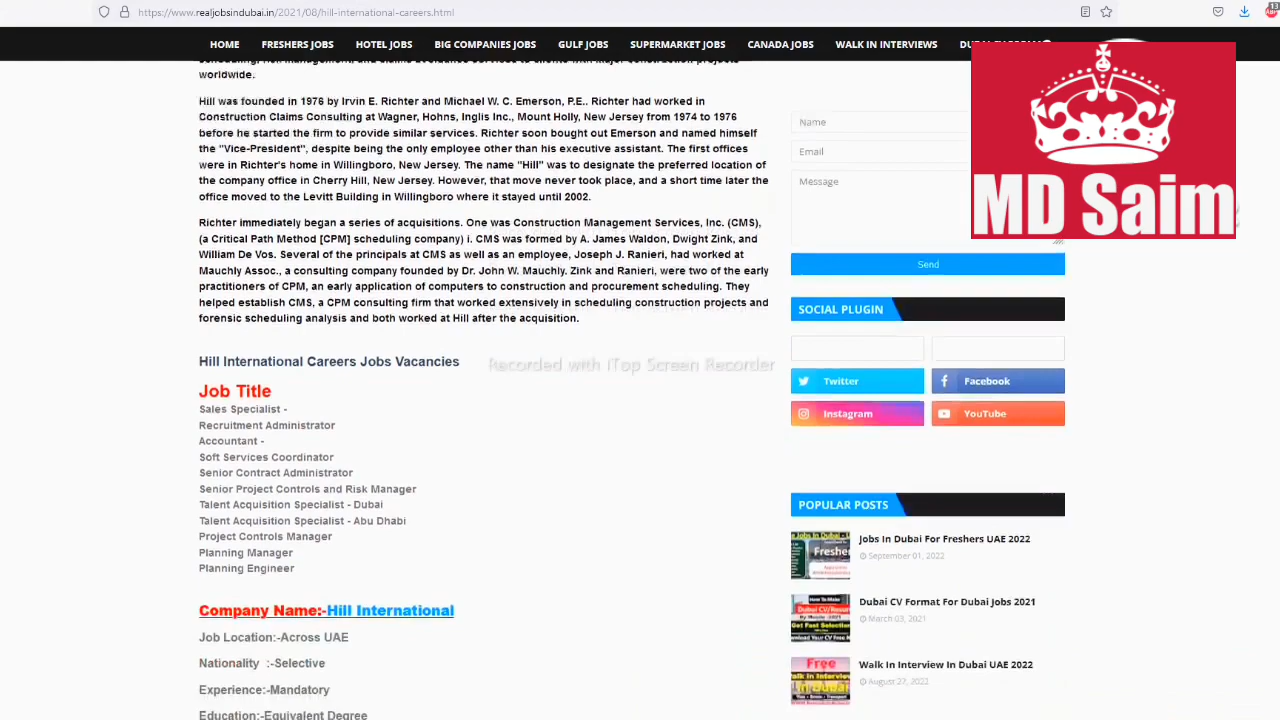 https://www.realjobsindubai.in/2021/08/hill-international-careers.html
13
HOME FRESHERS JOBS HOTEL JOBS BIG COMPANIES JOBS GULF JOBS SUPERMARKET JOBS CANADA JOBS WALK IN INTERVIEWS
MD Saim
worldwide.
Hill was founded in 1976 by Irvin E. Richter and Michael W. C. Emerson, P.E.. Richter had worked in
Construction Claims Consulting at Wagner, Hohns, Inglis Inc., Mount Holly, New Jersey from 1974 to 1976
before he started the firm to provide similar services. Richter soon bought out Emerson and named himself
the "Vice-President", despite being the only employee other than his executive assistant. The first offices
were in Richter's home in Willingboro, New Jersey. The name "Hill" was to designate the preferred location of
the company office in Cherry Hill, New Jersey. However, that move never took place, and a short time later the
office moved to the Levitt Building in Willingboro where it stayed until 2002.
Richter immediately began a series of acquisitions. One was Construction Management Services, Inc. (CMS),
(a Critical Path Method [CPM] scheduling company) i. CMS was formed by A. James Waldon, Dwight Zink, and
William De Vos. Several of the principals at CMS as well as an employee, Joseph J. Ranieri, had worked at
Mauchly Assoc., a consulting company founded by Dr. John W. Mauchly. Zink and Ranieri, were two of the early
practitioners of CPM, an early application of computers to construction and procurement scheduling. They
helped establish CMS, a CPM consulting firm that worked extensively in scheduling construction projects and
forensic scheduling analysis and both worked at Hill after the acquisition.
Hill International Careers Jobs Vacancies
Recorded with iTop Screen Recorder
Job Title
Sales Specialist -
Recruitment Administrator
Accountant -
Soft Services Coordinator
Senior Contract Administrator
Senior Project Controls and Risk Manager
Talent Acquisition Specialist - Dubai
Talent Acquisition Specialist - Abu Dhabi
Project Controls Manager
Planning Manager
Planning Engineer
Company Name:-Hill International
Job Location:-Across UAE
Nationality :-Selective
Experience:-Mandatory
Education:-Equivalent Degree
Name
Email
Message
Send
SOCIAL PLUGIN
Twitter
Facebook
Instagram
YouTube
POPULAR POSTS
Jobs In Dubai For Freshers UAE 2022
September 01, 2022
Dubai CV Format For Dubai Jobs 2021
March 03, 2021
Walk In Interview In Dubai UAE 2022
August 27, 2022